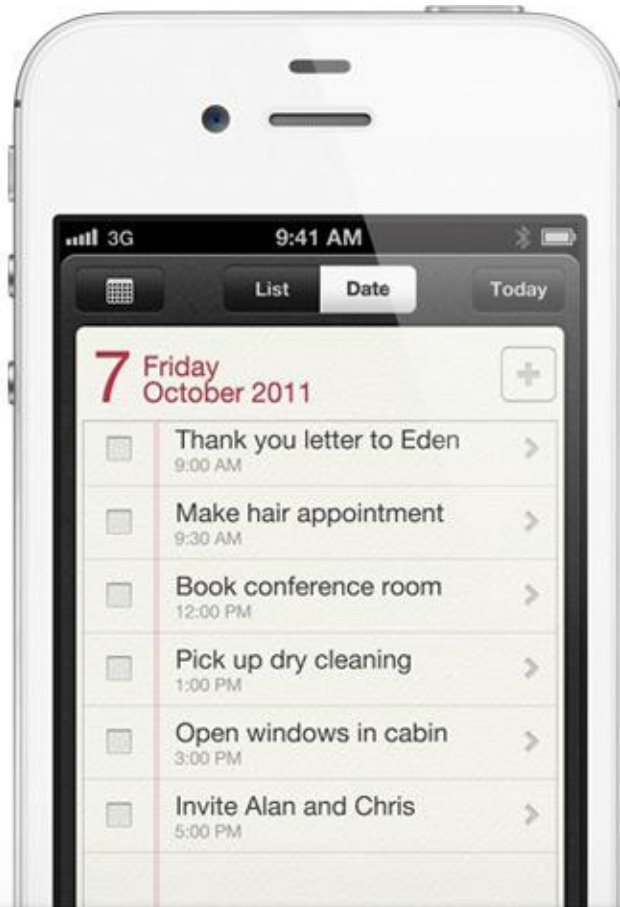 3G 9:41 AM
List Date Today
7 Friday
October 2011
Thank you letter to Eden
9:00 AM
Make hair appointment
9:30 AM
Book conference room
12:00 PM
Pick up dry cleaning
1:00 PM
Open windows in cabin
3:00 PM
Invite Alan and Chris
5:00 PM